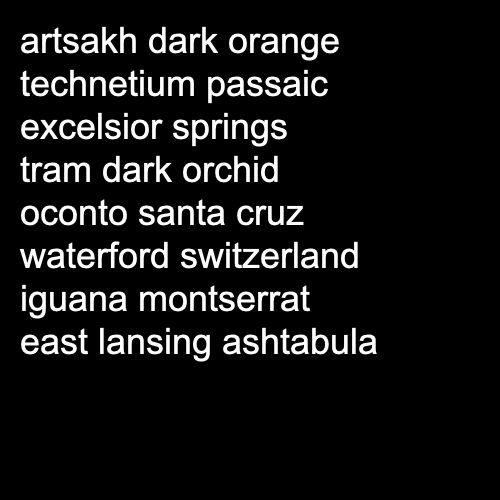 artsakh dark orange
technetium passaic
excelsior springs
tram dark orchid
oconto santa cruz
waterford switzerland
iguana montserrat
east lansing ashtabula